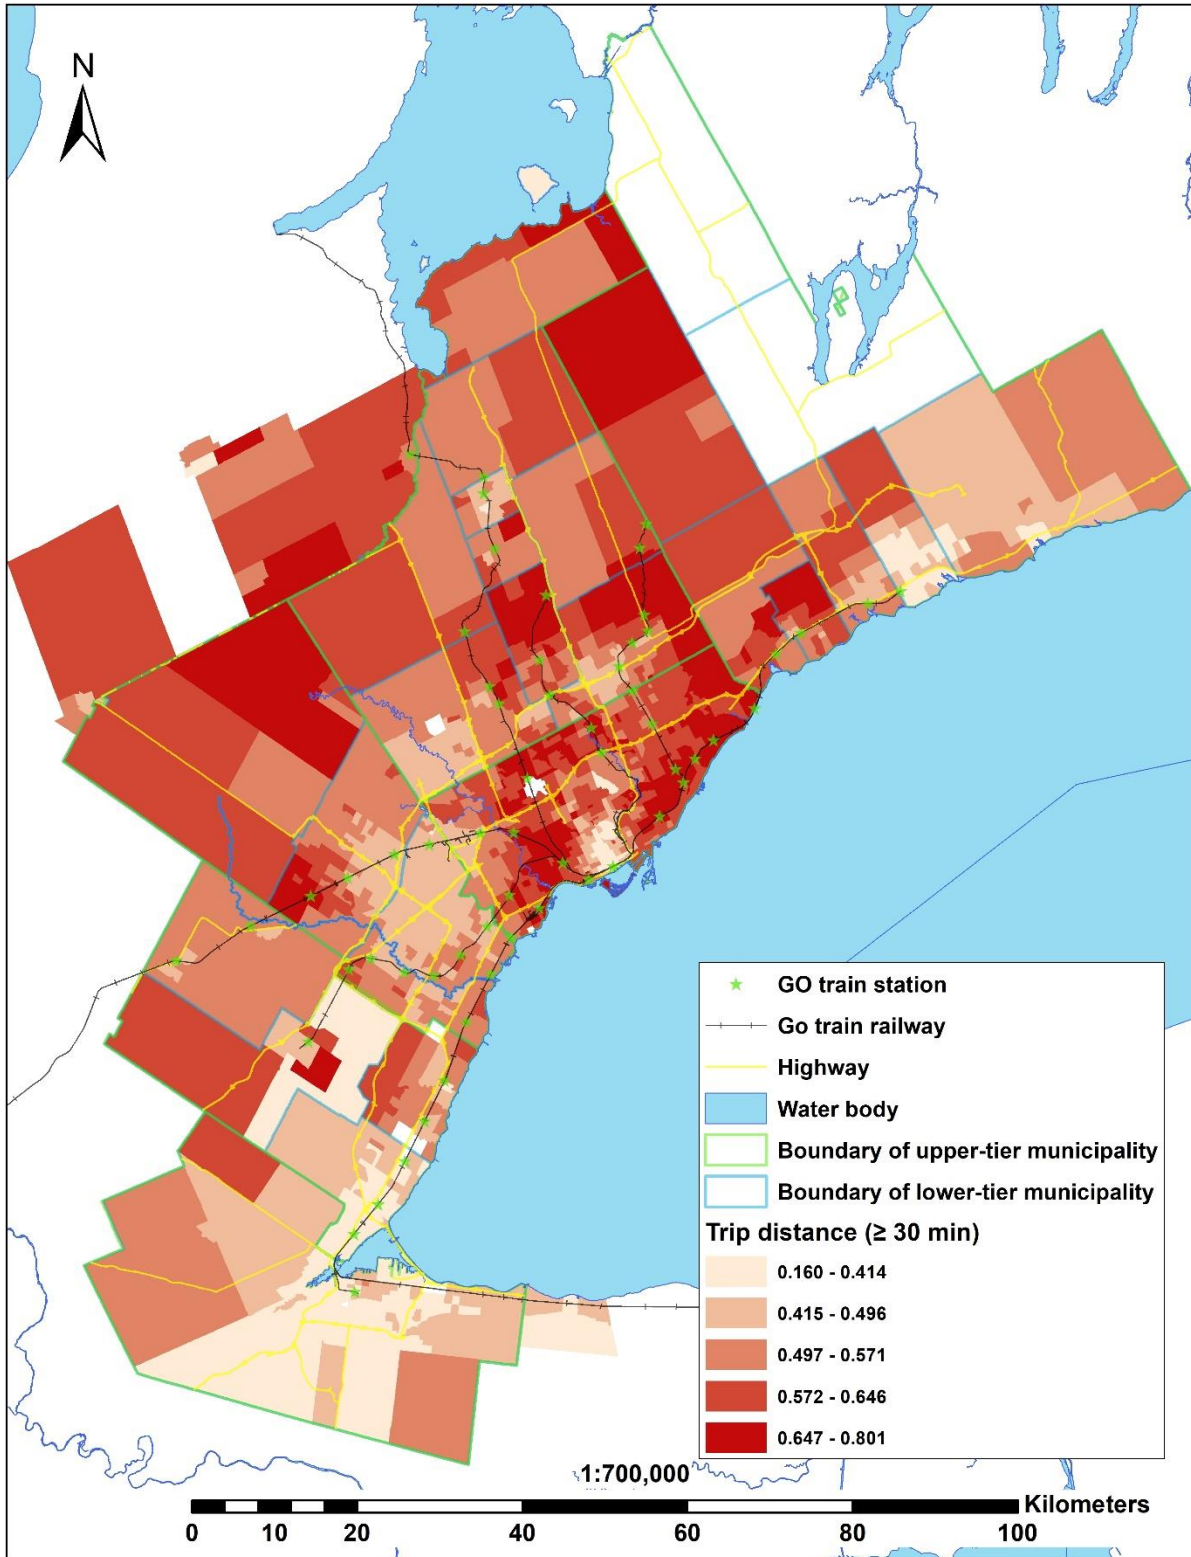 N
GO train station
Go train railway
Highway
Water body
Boundary of upper-tier municipality
Boundary of lower-tier municipality
Trip distance (≥ 30 min)
0.160 - 0.414
0.415 - 0.496
0.497 - 0.571
0.572 - 0.646
0.647 - 0.801
1:700,000
Kilometers
0 10 20 40 60 80 100